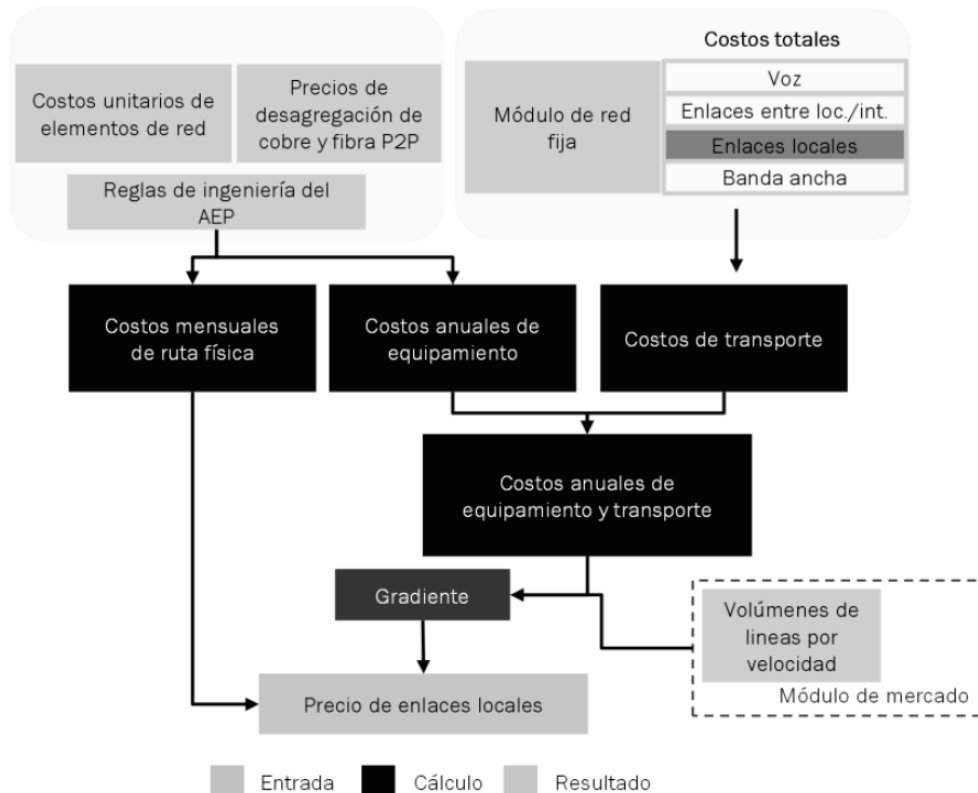 Costos unitarios de
elementos de red
Precios de
desagregación de
cobre y fibra P2P
Reglas de ingeniería del
AEP
Costos totales
Módulo de red
fija
Voz
Enlaces entre loc./int.
Enlaces locales
Banda ancha
Costos mensuales
de ruta física
Costos anuales de
equipamiento
Costos de transporte
Costos anuales de
equipamiento y transporte
Gradiente
Volúmenes de
lineas por
velocidad
Módulo de mercado
Precio de enlaces locales
Entrada
Cálculo
Resultado